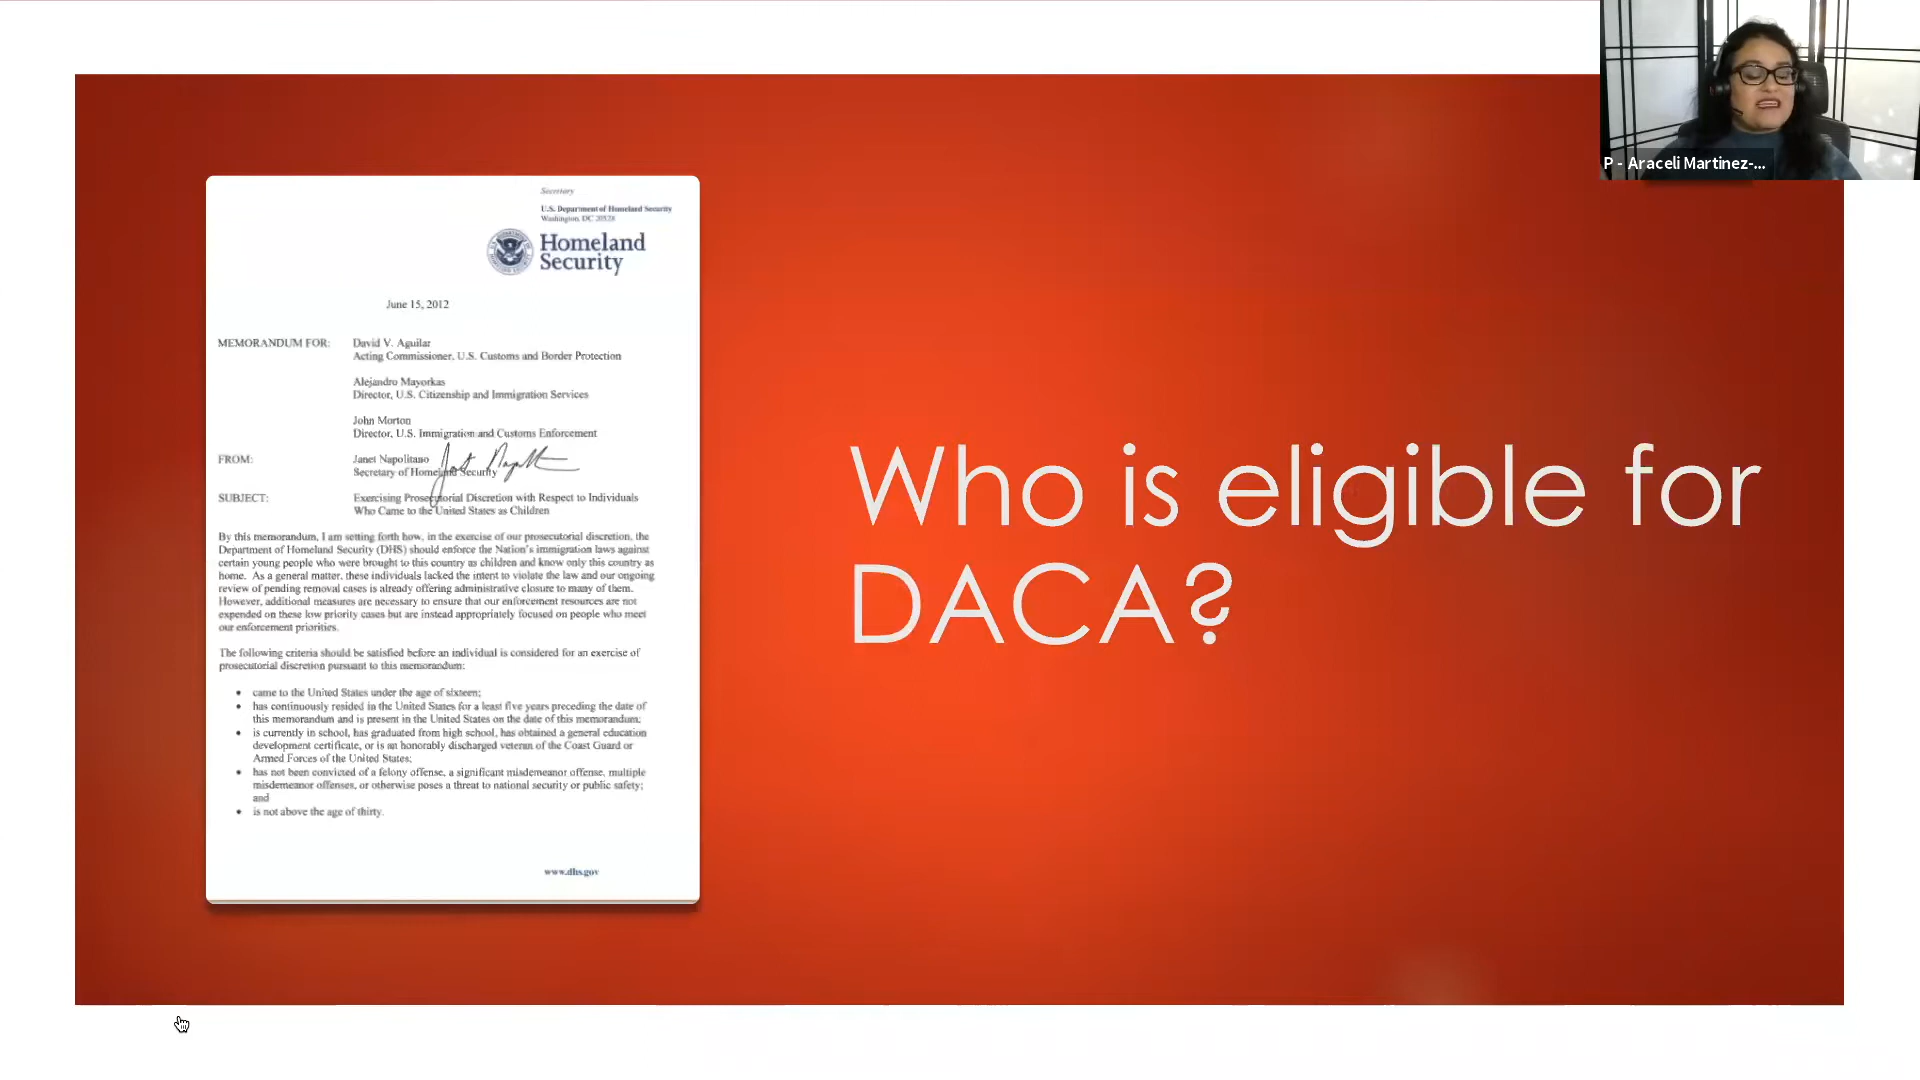 P - Araceli Martinez-...
Secretary
U.S. Department of Homeland Security
Washington, DC 20528
Homeland
Security
June 15, 2012
MEMORANDUM FOR: David V. Aguilar
Acting Commissioner, U.S. Customs and Border Protection
Alejandro Mayorkas
Director, U.S. Citizenship and Immigration Services
John Morton
Director, U.S. Immigration and Customs Enforcement
FROM: Janet Napolitano
Secretary of Homeland Security
SUBJECT: Exercising Prosecutorial Discretion with Respect to Individuals
Who Came to the United States as Children
By this memorandum, I am setting forth how, in the exercise of our prosecutorial discretion, the
Department of Homeland Security (DHS) should enforce the Nation's immigration laws against
certain young people who were brought to this country as children and know only this country as
home. As a general matter, these individuals lacked the intent to violate the law and our ongoing
review of pending removal cases is already offering administrative closure to many of them.
However, additional measures are necessary to ensure that our enforcement resources are not
expended on these low priority cases but are instead appropriately focused on people who meet
our enforcement priorities.
The following criteria should be satisfied before an individual is considered for an exercise of
prosecutorial discretion pursuant to this memorandum:
• came to the United States under the age of sixteen;
• has continuously resided in the United States for a least five years preceding the date of
this memorandum and is present in the United States on the date of this memorandum;
• is currently in school, has graduated from high school, has obtained a general education
development certificate, or is an honorably discharged veteran of the Coast Guard or
Armed Forces of the United States;
• has not been convicted of a felony offense, a significant misdemeanor offense, multiple
misdemeanor offenses, or otherwise poses a threat to national security or public safety;
and
• is not above the age of thirty.
www.dhs.gov
Who is eligible for
DACA?